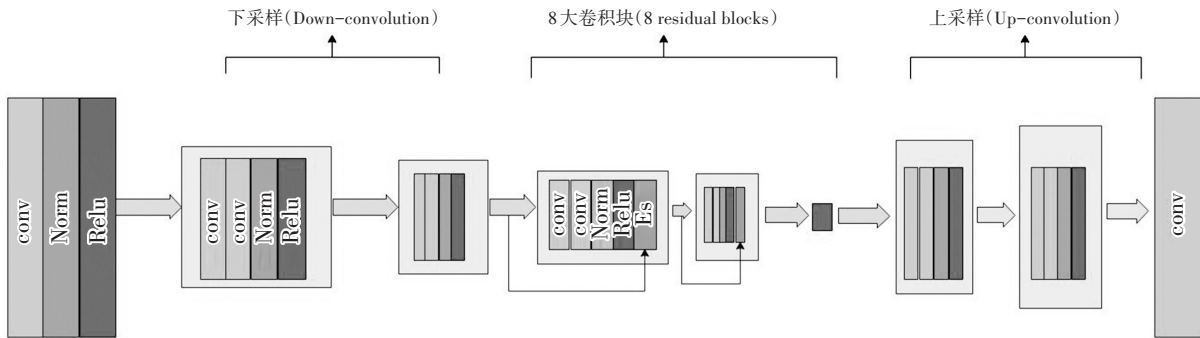 下采样(Down-convolution)
8大卷积块(8 residual blocks)
上采样(Up-convolution)
conv
Norm
Relu
conv
conv
Norm
Relu
conv
conv
Norm
Relu
Es
conv